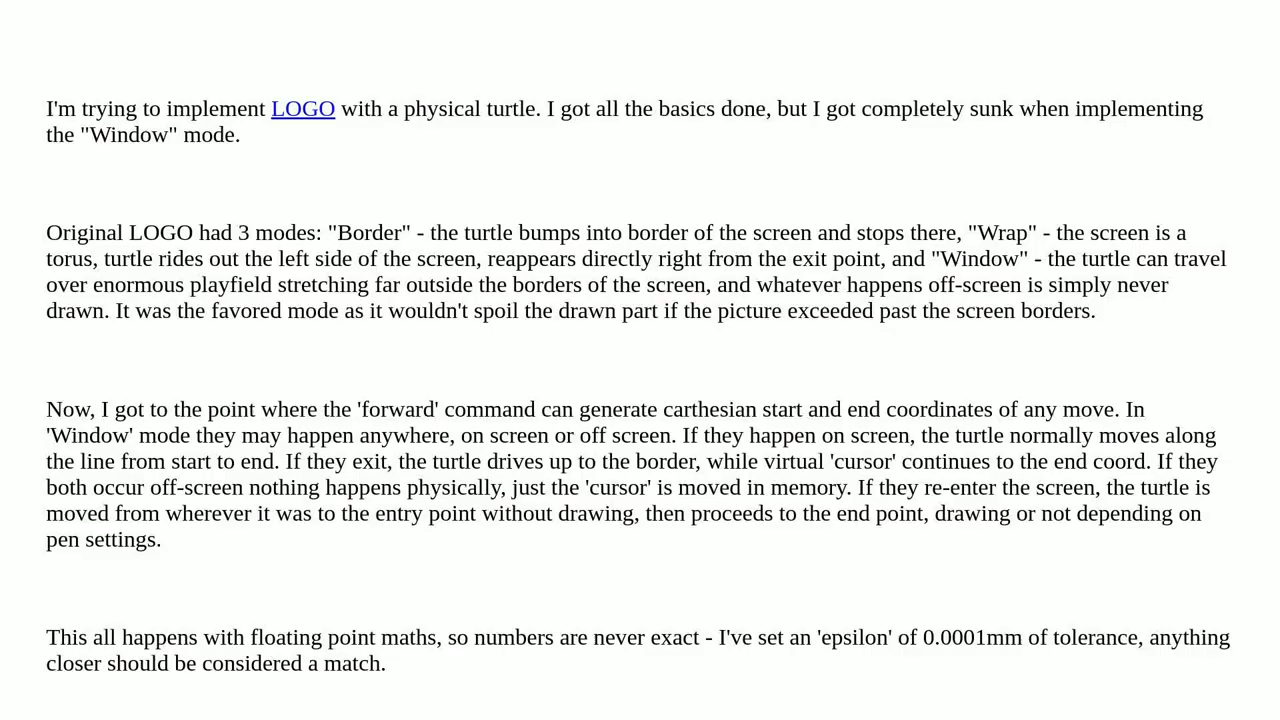 I'm trying to implement LOGO with a physical turtle. I got all the basics done, but I got completely sunk when implementing
the "Window" mode.
Original LOGO had 3 modes: "Border" - the turtle bumps into border of the screen and stops there, "Wrap" - the screen is a
torus, turtle rides out the left side of the screen, reappears directly right from the exit point, and "Window" - the turtle can travel
over enormous playfield stretching far outside the borders of the screen, and whatever happens off-screen is simply never
drawn. It was the favored mode as it wouldn't spoil the drawn part if the picture exceeded past the screen borders.
Now, I got to the point where the 'forward' command can generate carthesian start and end coordinates of any move. In
'Window' mode they may happen anywhere, on screen or off screen. If they happen on screen, the turtle normally moves along
the line from start to end. If they exit, the turtle drives up to the border, while virtual 'cursor' continues to the end coord. If they
both occur off-screen nothing happens physically, just the 'cursor' is moved in memory. If they re-enter the screen, the turtle is
moved from wherever it was to the entry point without drawing, then proceeds to the end point, drawing or not depending on
pen settings.
This all happens with floating point maths, so numbers are never exact - I've set an 'epsilon' of 0.0001mm of tolerance, anything
closer should be considered a match.